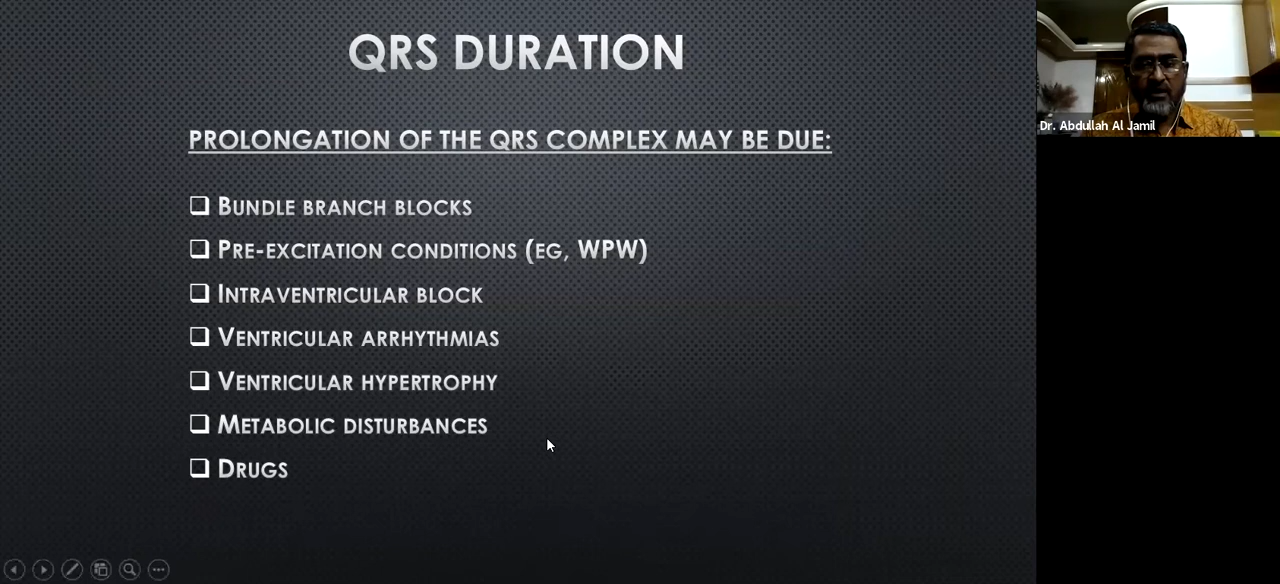 QRS DURATION
PROLONGATION OF THE QRS COMPLEX MAY BE DUE:
BUNDLE BRANCH BLOCKS
PRE-EXCITATION CONDITIONS (EG, WPW)
INTRAVENTRICULAR BLOCK
VENTRICULAR ARRHYTHMIAS
VENTRICULAR HYPERTROPHY
METABOLIC DISTURBANCES
DRUGS
Dr. Abdullah Al Jamil